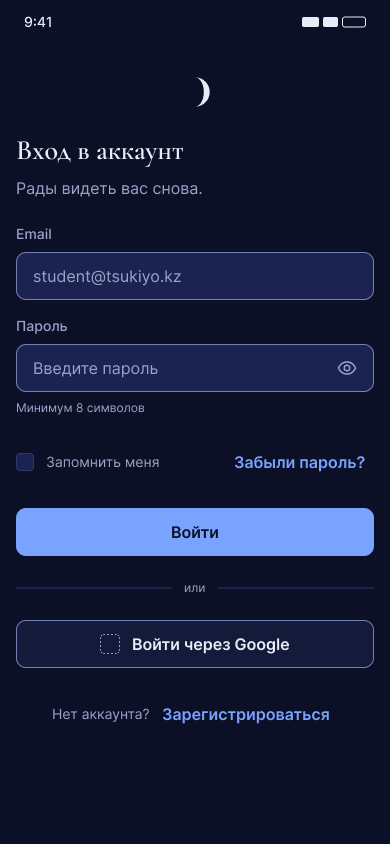 9:41
Вход в аккаунт
Рады видеть вас снова.
Email
student@tsukiyo.kz
Пароль
Введите пароль
Минимум 8 символов
Запомнить меня Забыли пароль?
Войти
или
Войти через Google
Нет аккаунта? Зарегистрироваться